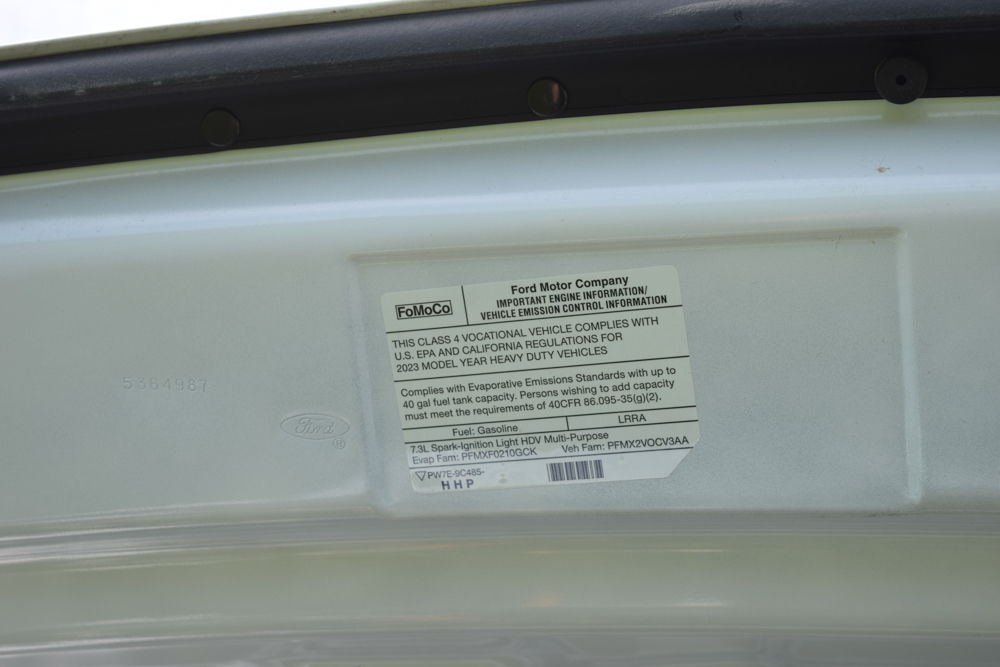 FoMoCo
Ford Motor Company
IMPORTANT ENGINE INFORMATION/
VEHICLE EMISSION CONTROL INFORMATION
THIS CLASS 4 VOCATIONAL VEHICLE COMPLIES WITH
U.S. EPA AND CALIFORNIA REGULATIONS FOR
2023 MODEL YEAR HEAVY DUTY VEHICLES
Complies with Evaporative Emissions Standards with up to
40 gal fuel tank capacity. Persons wishing to add capacity
must meet the requirements of 40CFR 86.095-35(g)(2).
Fuel: Gasoline LRRA
7.3L Spark-Ignition Light HDV Multi-Purpose
Evap Fam: PFMXF0210GCK Veh Fam: PFMX2VOCV3AA
PW7E-9C485-
HHP
5364987
Ford ®